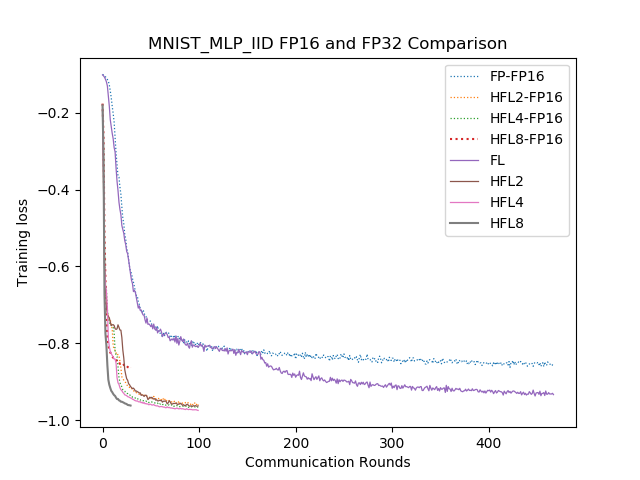 MNIST_MLP_IID FP16 and FP32 Comparison
FP-FP16
HFL2-FP16
HFL4-FP16
HFL8-FP16
FL
HFL2
HFL4
HFL8
Training loss
−0.2
−0.4
−0.6
−0.8
−1.0
0 100 200 300 400
Communication Rounds